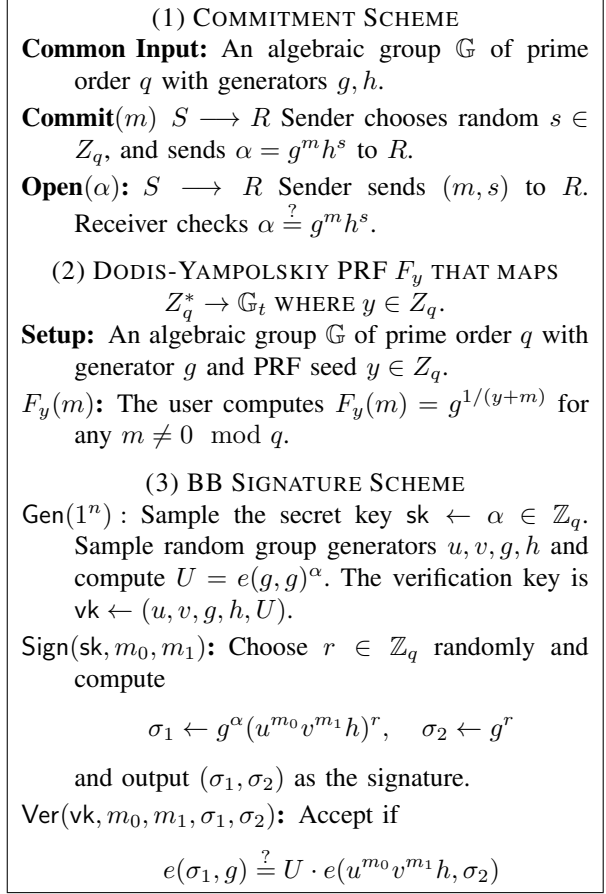 (1) COMMITMENT SCHEME
Common Input: An algebraic group 𝔾 of prime
order q with generators g, h.
Commit(m) S ⟶ R Sender chooses random s ∈
Z_q, and sends α = g^m h^s to R.
Open(α): S ⟶ R Sender sends (m, s) to R.
Receiver checks α ≟ g^m h^s.
(2) DODIS-YAMPOLSKIY PRF F_y THAT MAPS
Z_q^* → 𝔾_t WHERE y ∈ Z_q.
Setup: An algebraic group 𝔾 of prime order q with
generator g and PRF seed y ∈ Z_q.
F_y(m): The user computes F_y(m) = g^{1/(y+m)} for
any m ≠ 0 mod q.
(3) BB SIGNATURE SCHEME
Gen(1^n) : Sample the secret key sk ← α ∈ ℤ_q.
Sample random group generators u, v, g, h and
compute U = e(g, g)^α. The verification key is
vk ← (u, v, g, h, U).
Sign(sk, m_0, m_1): Choose r ∈ ℤ_q randomly and
compute
σ_1 ← g^α(u^{m_0} v^{m_1} h)^r, σ_2 ← g^r
and output (σ_1, σ_2) as the signature.
Ver(vk, m_0, m_1, σ_1, σ_2): Accept if
e(σ_1, g) ≟ U · e(u^{m_0} v^{m_1} h, σ_2)